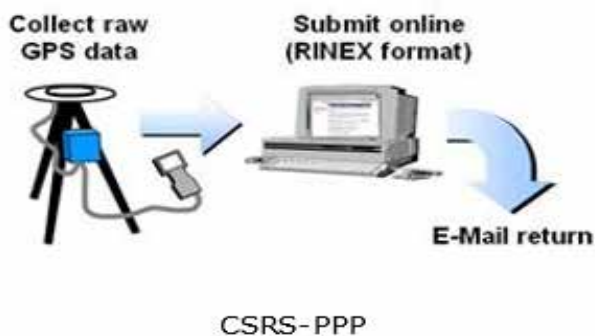 Collect raw
GPS data
Submit online
(RINEX format)
E-Mail return
CSRS-PPP